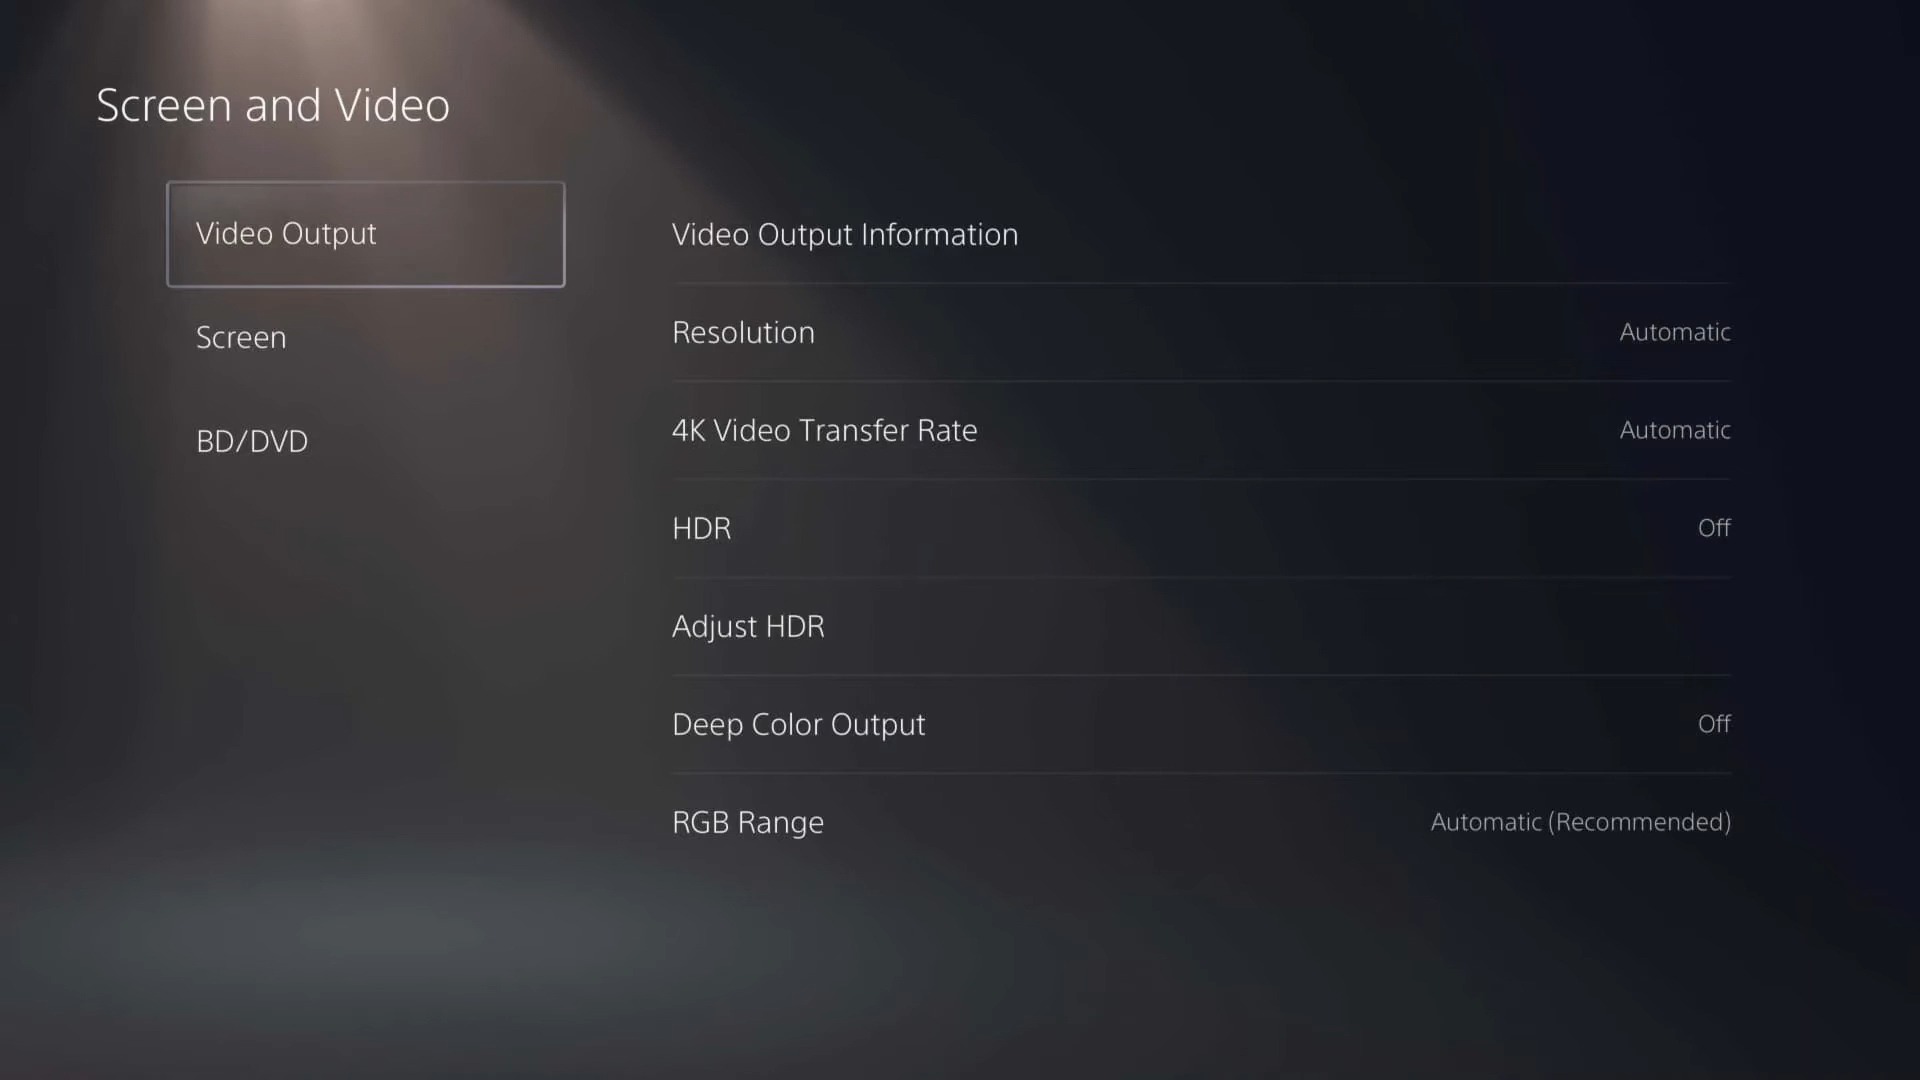 Screen and Video
Video Output
Screen
BD/DVD
Video Output Information
Resolution Automatic
4K Video Transfer Rate Automatic
HDR Off
Adjust HDR
Deep Color Output Off
RGB Range Automatic (Recommended)